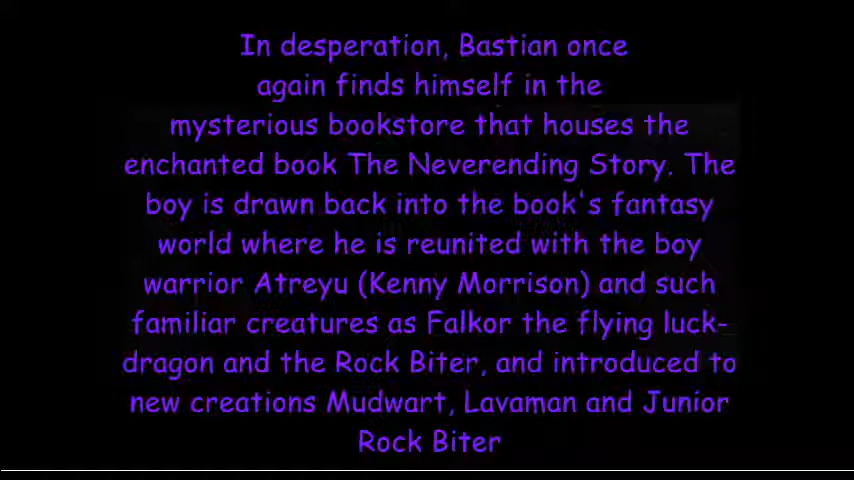 In desperation, Bastian once
again finds himself in the
mysterious bookstore that houses the
enchanted book The Neverending Story. The
boy is drawn back into the book's fantasy
world where he is reunited with the boy
warrior Atreyu (Kenny Morrison) and such
familiar creatures as Falkor the flying luck-
dragon and the Rock Biter, and introduced to
new creations Mudwart, Lavaman and Junior
Rock Biter